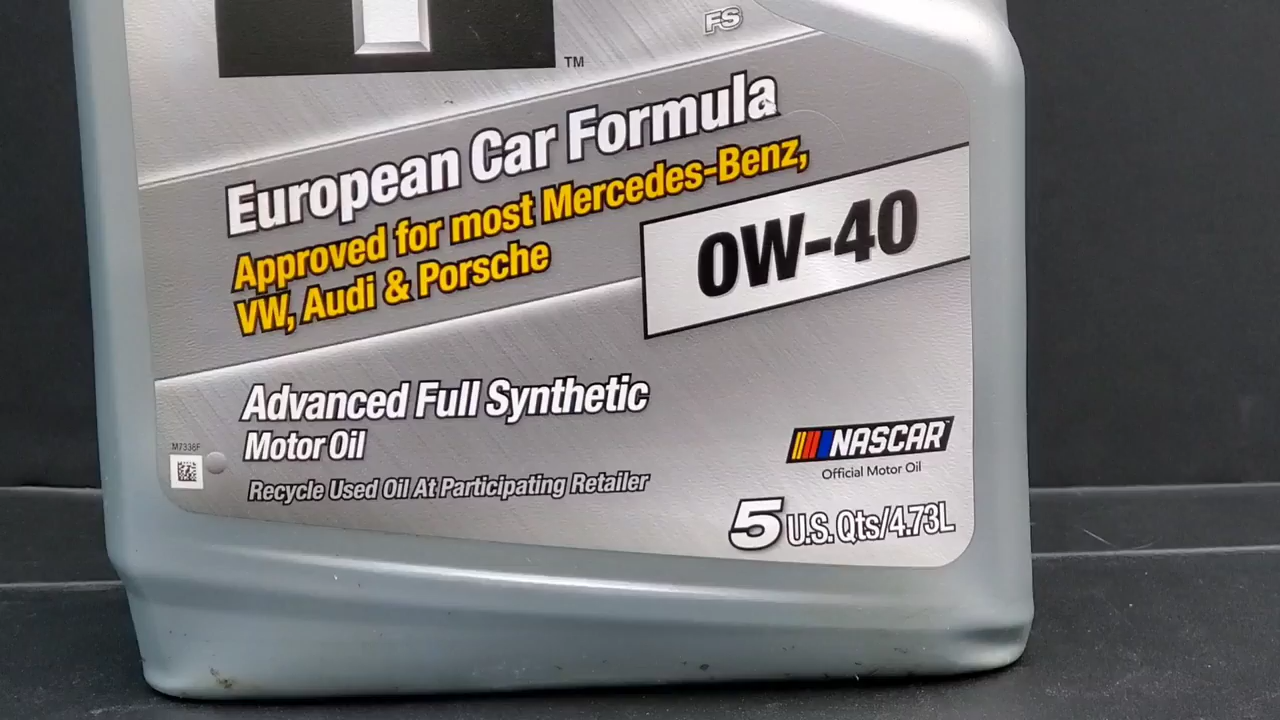 FS
TM
European Car Formula
Approved for most Mercedes-Benz,
VW, Audi & Porsche
0W-40
Advanced Full Synthetic
Motor Oil
Recycle Used Oil At Participating Retailer
M7336F
NASCAR
Official Motor Oil
5 U.S. Qts/4.73L